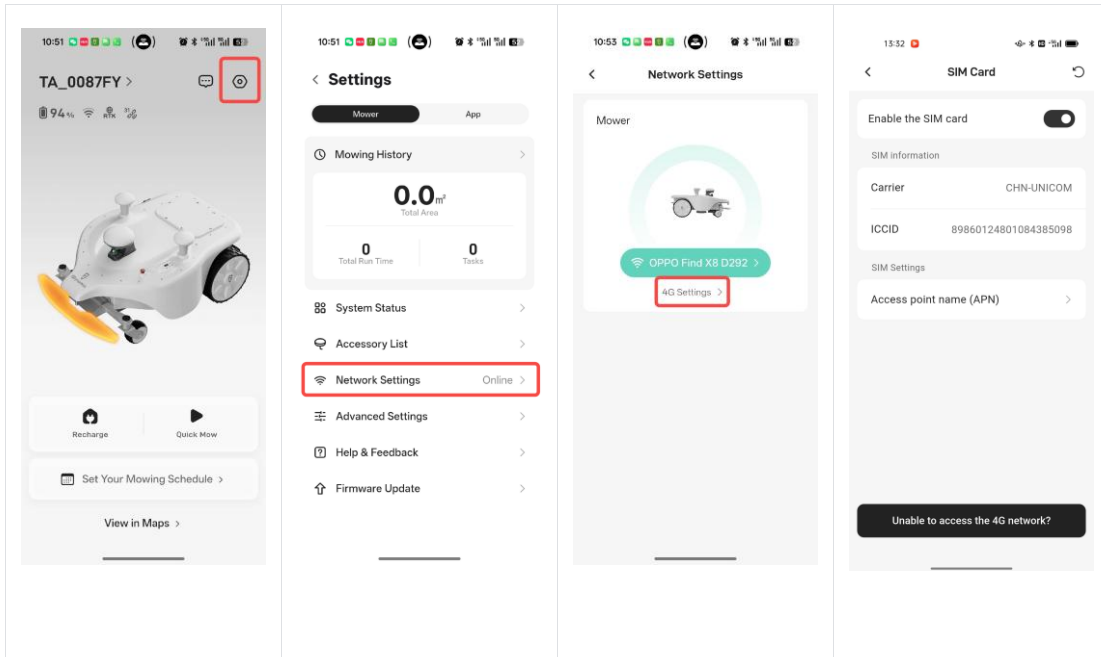 10:51
TA_0087FY >
94%
RTK
Recharge
Quick Mow
Set Your Mowing Schedule >
View in Maps >
10:51
< Settings
Mower App
Mowing History >
0.0m²
Total Area
0 0
Total Run Time Tasks
System Status >
Accessory List >
Network Settings Online >
Advanced Settings >
Help & Feedback >
Firmware Update >
10:53
< Network Settings
Mower
OPPO Find X8 D292 >
4G Settings >
13:32
< SIM Card
Enable the SIM card
SIM information
Carrier CHN-UNICOM
ICCID 89860124801084385098
SIM Settings
Access point name (APN) >
Unable to access the 4G network?